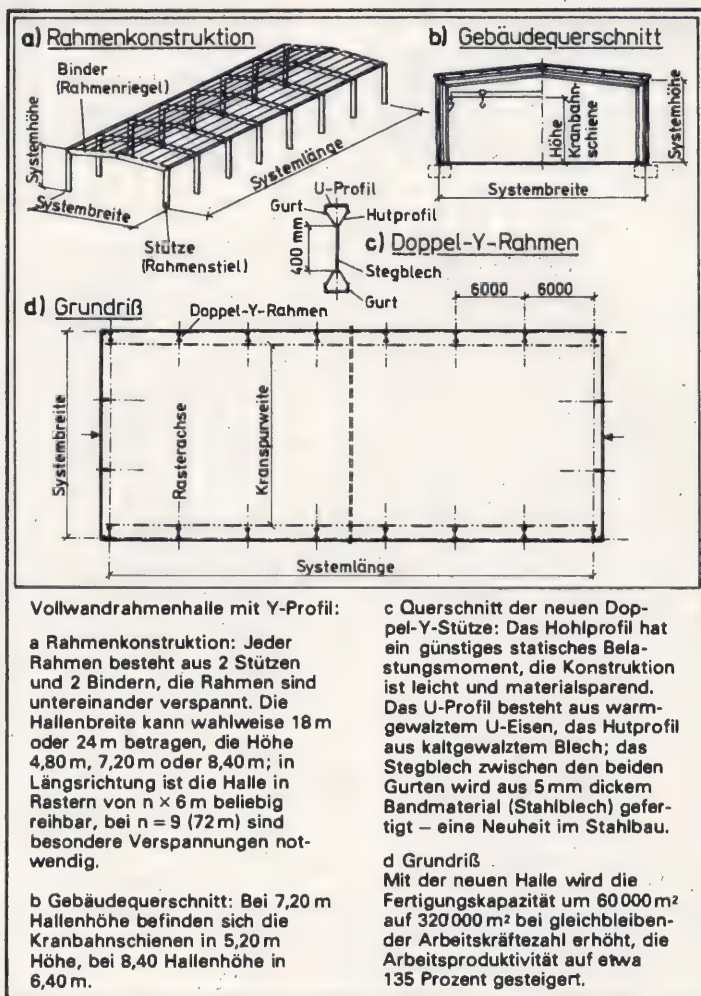 a) Rahmenkonstruktion
Binder
(Rahmenriegel)
Systemhöhe
Systembreite
Systemlänge
Stütze
(Rahmenstiel)
b) Gebäudequerschnitt
Höhe
Kranbahn-
schiene
Systemhöhe
Systembreite
U-Profil
Gurt
Hutprofil
400 mm
c) Doppel-Y-Rahmen
Stegblech
Gurt
d) Grundriß
Doppel-Y-Rahmen
6000
6000
Systembreite
Rasterachse
Kranspurweite
Systemlänge
Vollwandrahmenhalle mit Y-Profil:
a Rahmenkonstruktion: Jeder
Rahmen besteht aus 2 Stützen
und 2 Bindern, die Rahmen sind
untereinander verspannt. Die
Hallenbreite kann wahlweise 18 m
oder 24 m betragen, die Höhe
4,80 m, 7,20 m oder 8,40 m; in
Längsrichtung ist die Halle in
Rastern von n × 6 m beliebig
reihbar, bei n = 9 (72 m) sind
besondere Verspannungen not-
wendig.
b Gebäudequerschnitt: Bei 7,20 m
Hallenhöhe befinden sich die
Kranbahnschienen in 5,20 m
Höhe, bei 8,40 Hallenhöhe in
6,40 m.
c Querschnitt der neuen Dop-
pel-Y-Stütze: Das Hohlprofil hat
ein günstiges statisches Bela-
stungsmoment, die Konstruktion
ist leicht und materialsparend.
Das U-Profil besteht aus warm-
gewalztem U-Eisen, das Hutprofil
aus kaltgewalztem Blech; das
Stegblech zwischen den beiden
Gurten wird aus 5 mm dickem
Bandmaterial (Stahlblech) gefer-
tigt – eine Neuheit im Stahlbau.
d Grundriß
Mit der neuen Halle wird die
Fertigungskapazität um 60 000 m²
auf 320 000 m² bei gleichbleiben-
der Arbeitskräftezahl erhöht, die
Arbeitsproduktivität auf etwa
135 Prozent gesteigert.